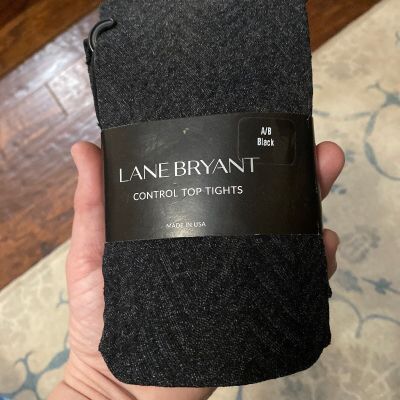 A/B
Black
LANE BRYANT
CONTROL TOP TIGHTS
MADE IN USA